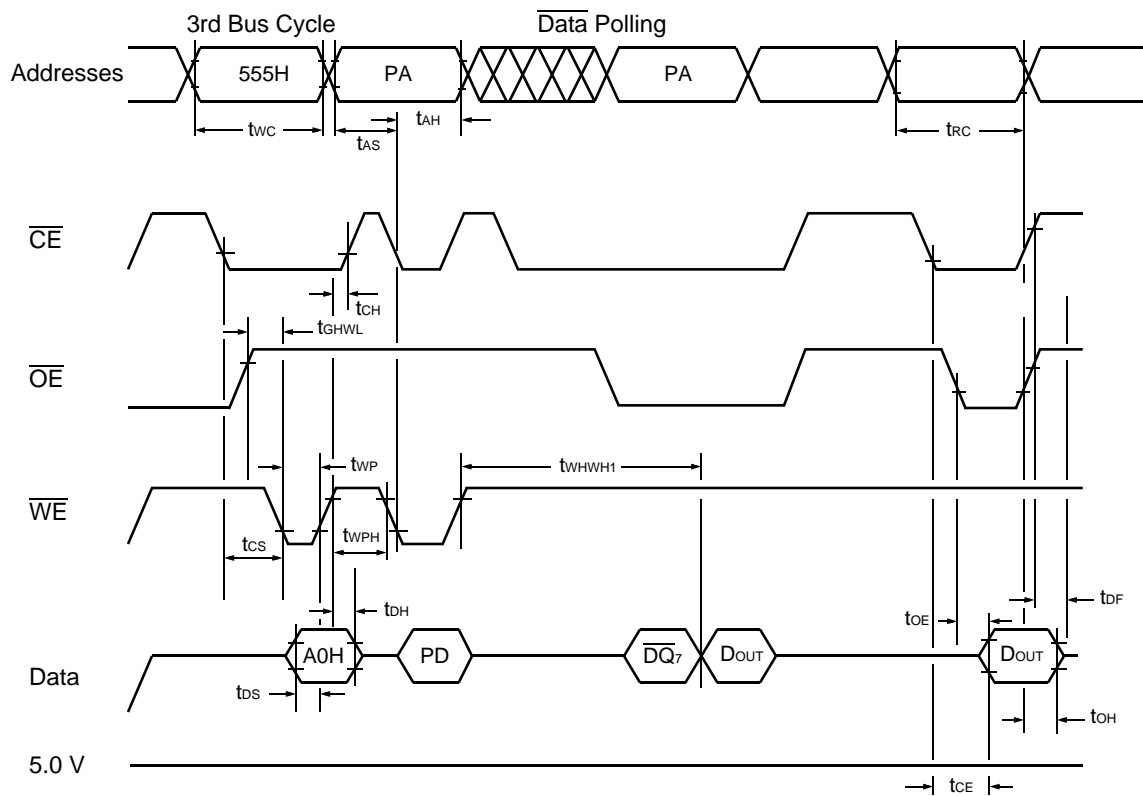 3rd Bus Cycle
Data Polling
Addresses
555H
PA
PA
tWC
tAS
tAH
tRC
CE
tCH
tGHWL
OE
tWP
tWHWH1
WE
tCS
tWPH
tDH
tOE
tDF
Data
A0H
PD
DQ7
DOUT
DOUT
tDS
tOH
5.0 V
tCE